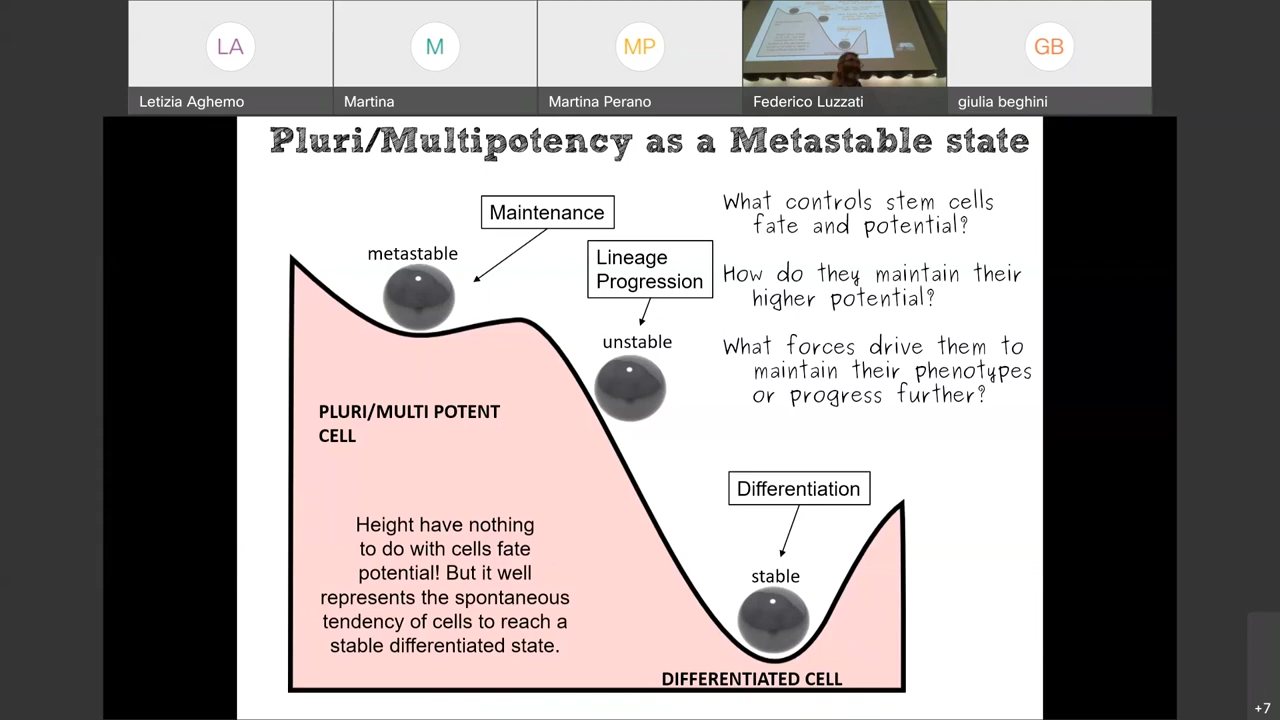 LA
M
MP
GB
Letizia Aghemo
Martina
Martina Perano
Federico Luzzati
giulia beghini
Pluri/Multipotency as a Metastable state
Maintenance
metastable
Lineage
Progression
unstable
What controls stem cells
fate and potential?
How do they maintain their
higher potential?
What forces drive them to
maintain their phenotypes
or progress further?
PLURI/MULTI POTENT
CELL
Differentiation
stable
Height have nothing
to do with cells fate
potential! But it well
represents the spontaneous
tendency of cells to reach a
stable differentiated state.
DIFFERENTIATED CELL
+7